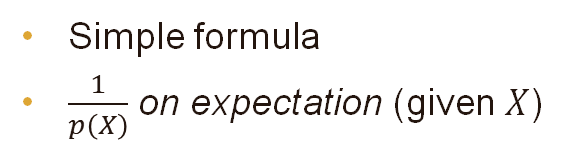 • Simple formula
• 1/p(X) on expectation (given X)